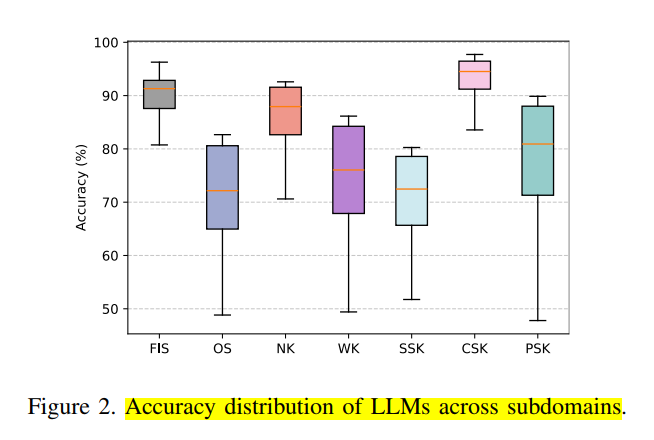 100
90
80
70
60
50
Accuracy (%)
FIS OS NK WK SSK CSK PSK
Figure 2. Accuracy distribution of LLMs across subdomains.